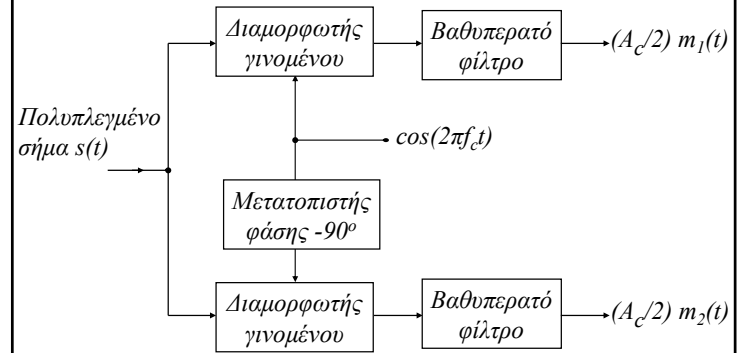 Διαμορφωτής
γινομένου
Βαθυπερατό
φίλτρο
(A_c/2) m_1(t)
Πολυπλεγμένο
σήμα s(t)
cos(2πf_ct)
Μετατοπιστής
φάσης -90º
Διαμορφωτής
γινομένου
Βαθυπερατό
φίλτρο
(A_c/2) m_2(t)